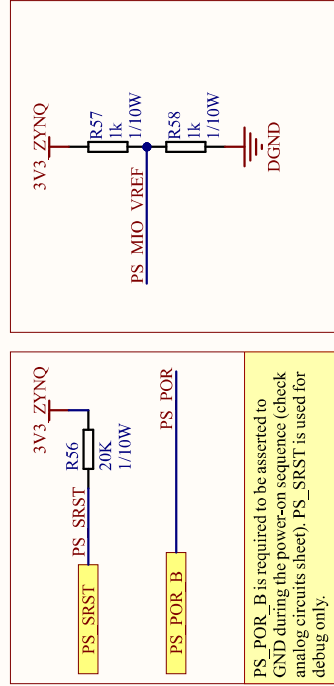 3V3_ZYNQ
R56
20K
1/10W
PS_SRST
PS_SRST
PS_POR
PS_POR_B
PS_POR_B is required to be asserted to
GND during the power-on sequence (check
analog circuits sheet). PS_SRST is used for
debug only.
3V3_ZYNQ
R57
1k
1/10W
R58
1k
1/10W
PS_MIO_VREF
DGND